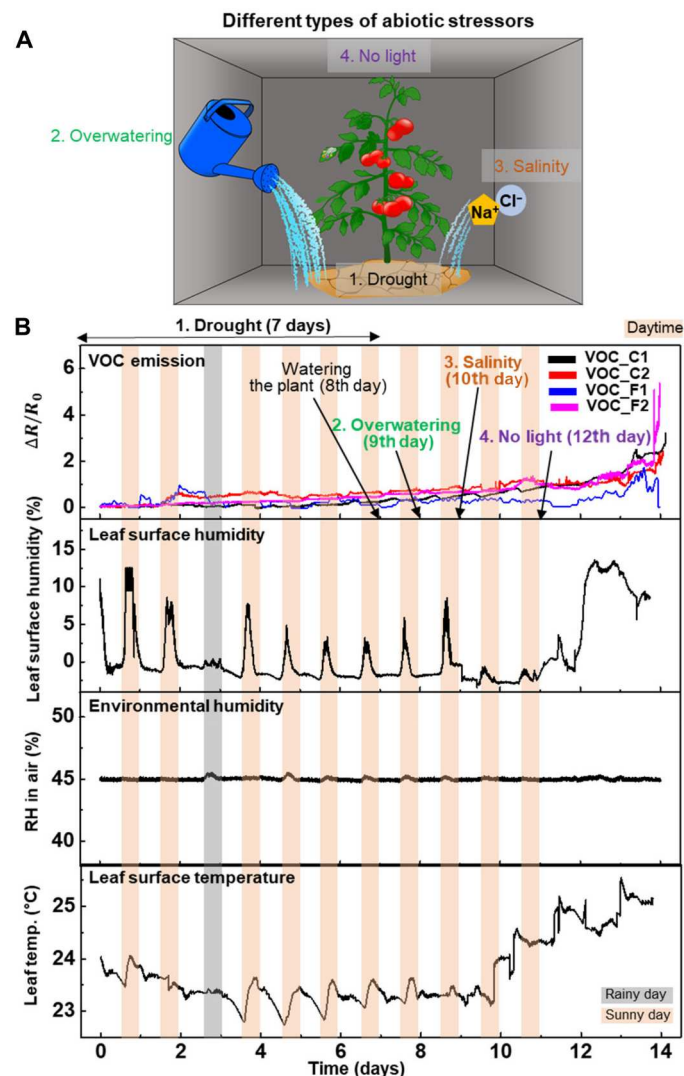 Different types of abiotic stressors
A
4. No light
2. Overwatering
3. Salinity
Na+
Cl−
1. Drought
B
1. Drought (7 days)
Daytime
VOC emission
6
4
2
0
ΔR/R0
Watering
the plant (8th day)
2. Overwatering
(9th day)
3. Salinity
(10th day)
4. No light (12th day)
VOC_C1
VOC_C2
VOC_F1
VOC_F2
Leaf surface humidity
15
10
5
0
Leaf surface humidity (%)
Environmental humidity
50
45
40
RH in air (%)
Leaf surface temperature
25
24
23
Leaf temp. (°C)
Rainy day
Sunny day
0 2 4 6 8 10 12 14
Time (days)